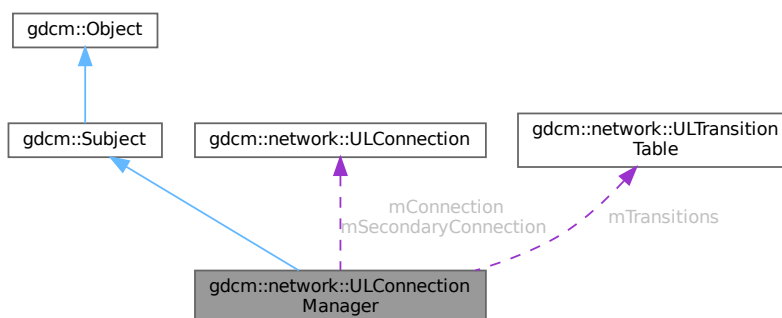 gdcm::Object
gdcm::Subject
gdcm::network::ULConnection
gdcm::network::ULTransition
Table
mConnection
mSecondaryConnection
mTransitions
gdcm::network::ULConnection
Manager